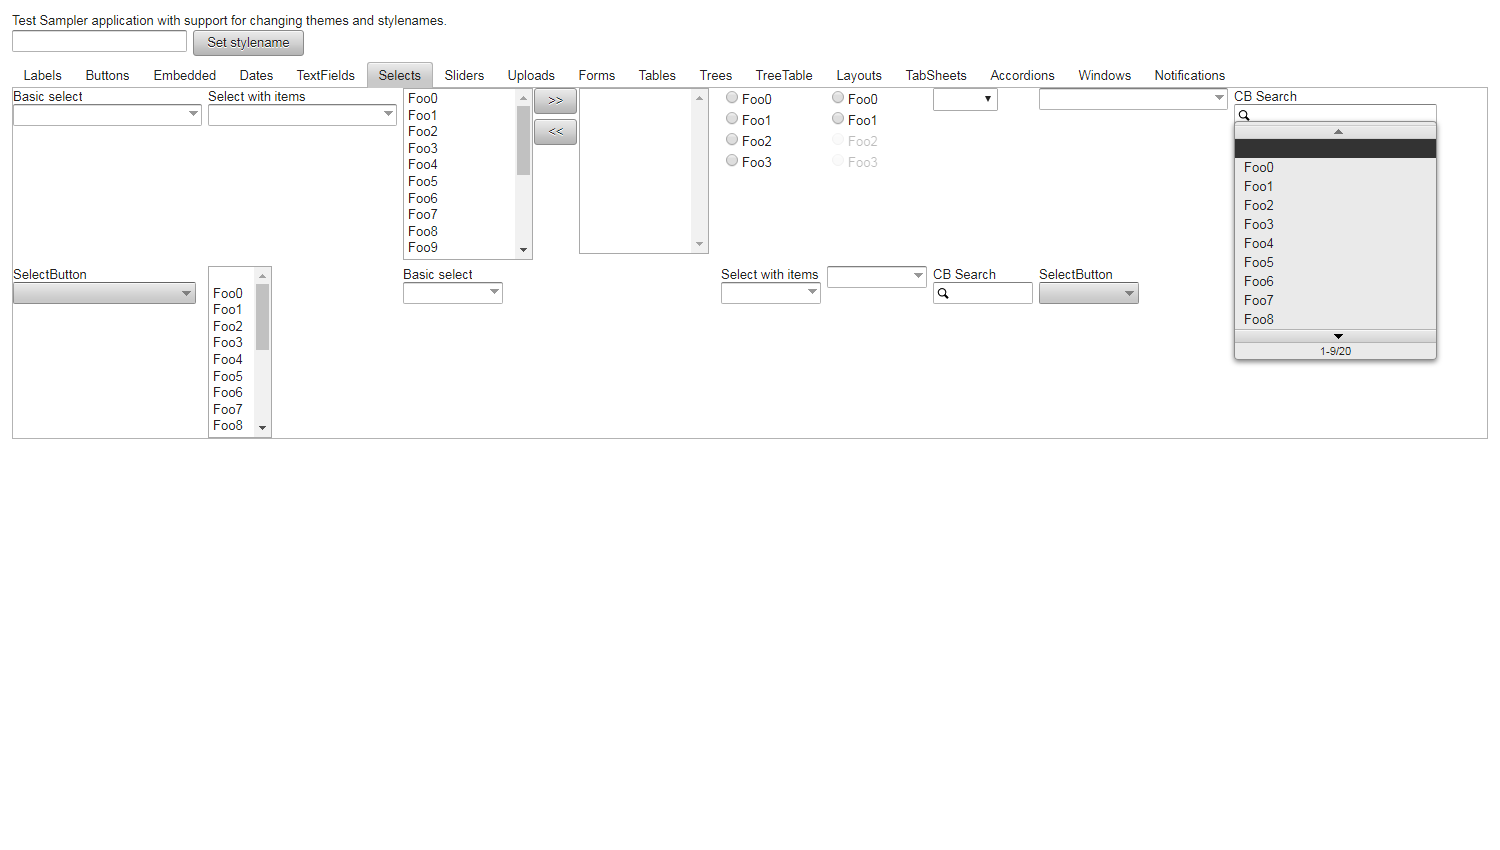 Test Sampler application with support for changing themes and stylenames.
Set stylename
Labels Buttons Embedded Dates TextFields Selects Sliders Uploads Forms Tables Trees TreeTable Layouts TabSheets Accordions Windows Notifications
Basic select
Select with items
Foo0
Foo1
Foo2
Foo3
Foo4
Foo5
Foo6
Foo7
Foo8
Foo9
>>
<<
Foo0
Foo1
Foo2
Foo3
Foo0
Foo1
Foo2
Foo3
CB Search
Foo0
Foo1
Foo2
Foo3
Foo4
Foo5
Foo6
Foo7
Foo8
1-9/20
SelectButton
Foo0
Foo1
Foo2
Foo3
Foo4
Foo5
Foo6
Foo7
Foo8
Basic select
Select with items
CB Search
SelectButton